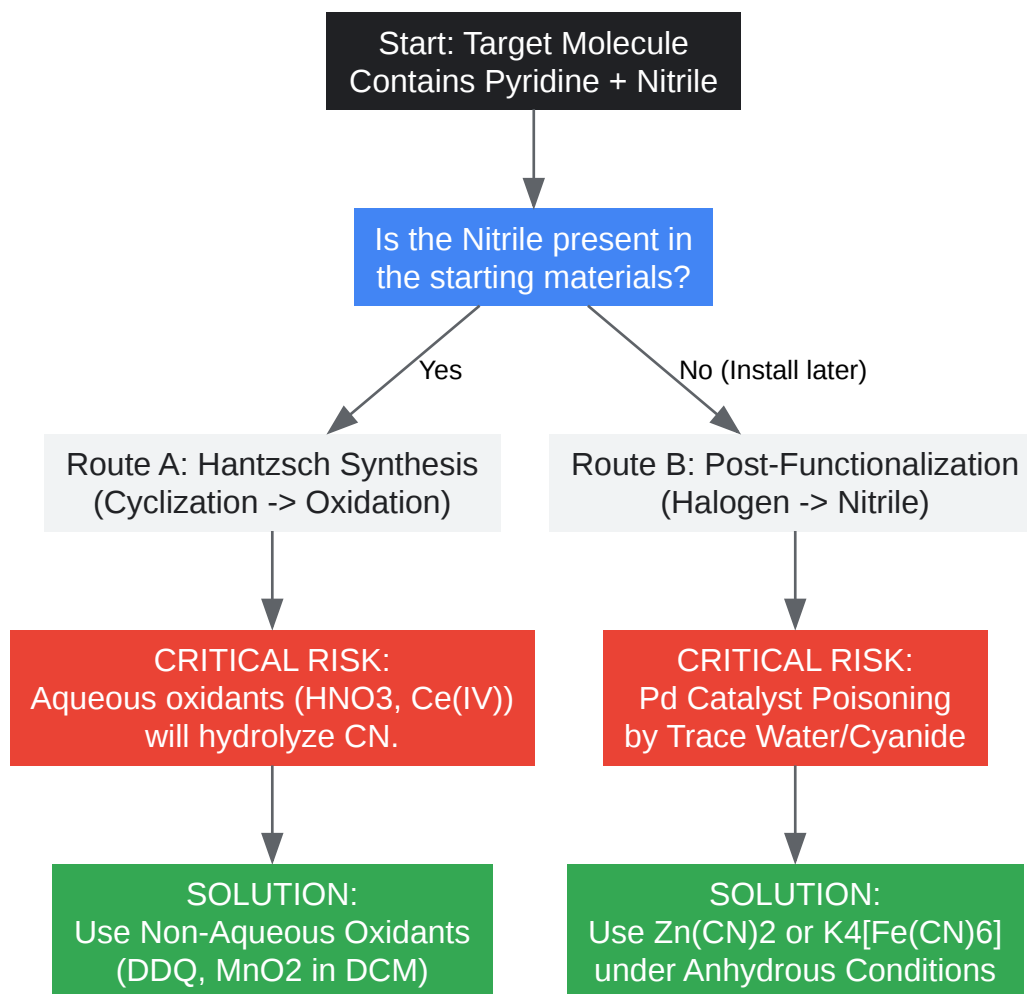 Start: Target Molecule
Contains Pyridine + Nitrile
Is the Nitrile present in
the starting materials?
Yes
No (Install later)
Route A: Hantzsch Synthesis
(Cyclization -> Oxidation)
Route B: Post-Functionalization
(Halogen -> Nitrile)
CRITICAL RISK:
Aqueous oxidants (HNO3, Ce(IV))
will hydrolyze CN.
CRITICAL RISK:
Pd Catalyst Poisoning
by Trace Water/Cyanide
SOLUTION:
Use Non-Aqueous Oxidants
(DDQ, MnO2 in DCM)
SOLUTION:
Use Zn(CN)2 or K4[Fe(CN)6]
under Anhydrous Conditions